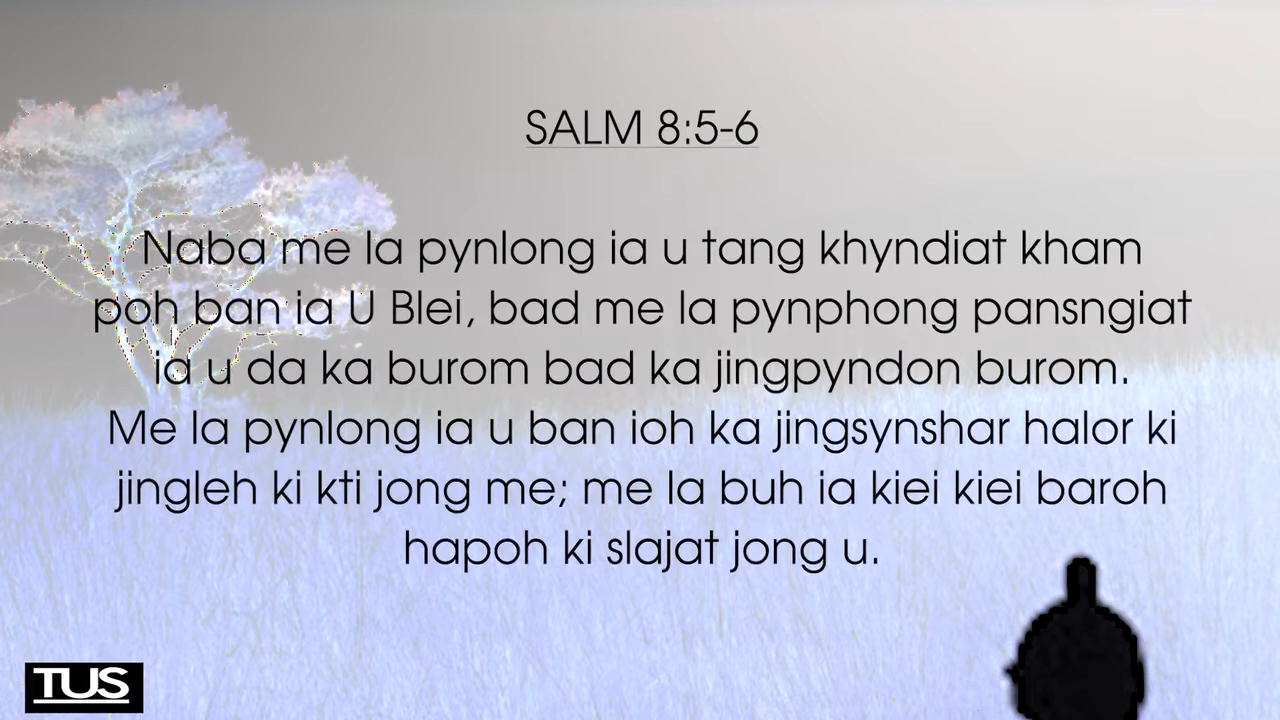 SALM 8:5-6
Naba me la pynlong ia u tang khyndiat kham
poh ban ia U Blei, bad me la pynphong pansngiat
ia u da ka burom bad ka jingpyndon burom.
Me la pynlong ia u ban ioh ka jingsynshar halor ki
jingleh ki kti jong me; me la buh ia kiei kiei baroh
hapoh ki slajat jong u.
TUS